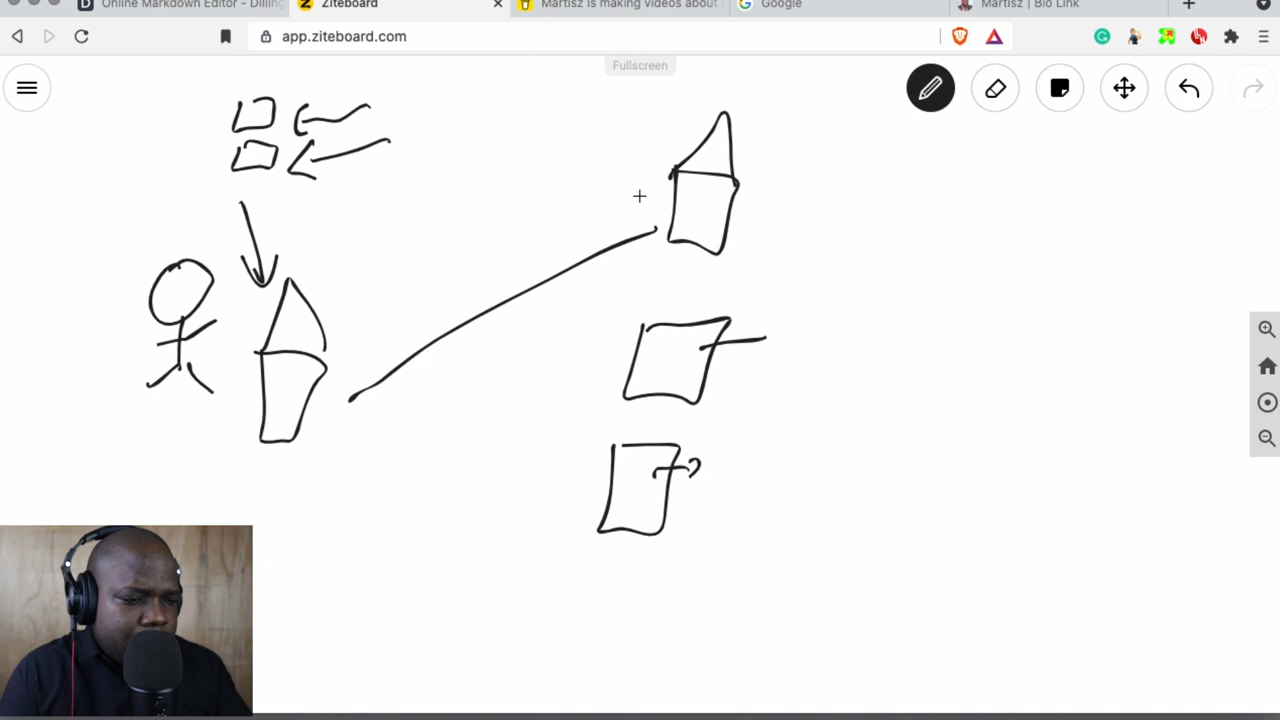 Online Markdown Editor - Dilling
Ziteboard
Martisz is making videos about
Google
Martisz | Bio Link
app.ziteboard.com
Fullscreen